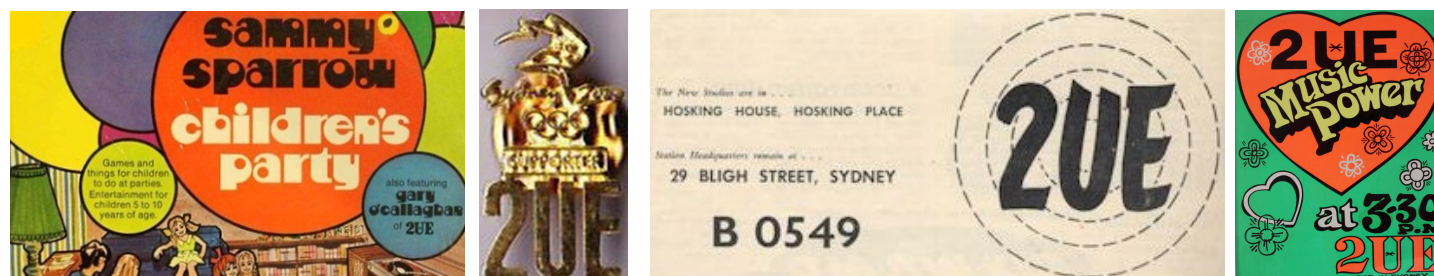 sammy
sparrow
children's
party
Games and
things for children
to do at parties.
Entertainment for
children 5 to 10
years of age.
also featuring
gary
o'callaghan
of 2UE
SUPPORTER
2UE
The New Studios are in
HOSKING HOUSE, HOSKING PLACE
Station Headquarters remain at . . .
29 BLIGH STREET, SYDNEY
B 0549
2UE
2UE
Music
Power
at 3·30
P.M
2UE